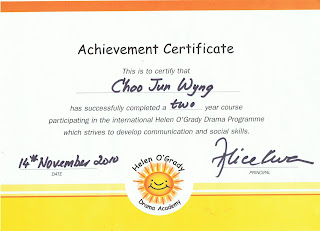 Achievement Certificate
This is to certify that
Choo Jun Wyng
has successfully completed a two year course
participating in the international Helen O'Grady Drama Programme
which strives to develop communication and social skills.
14th November 2010
DATE
PRINCIPAL
Helen O'Grady
Drama Academy